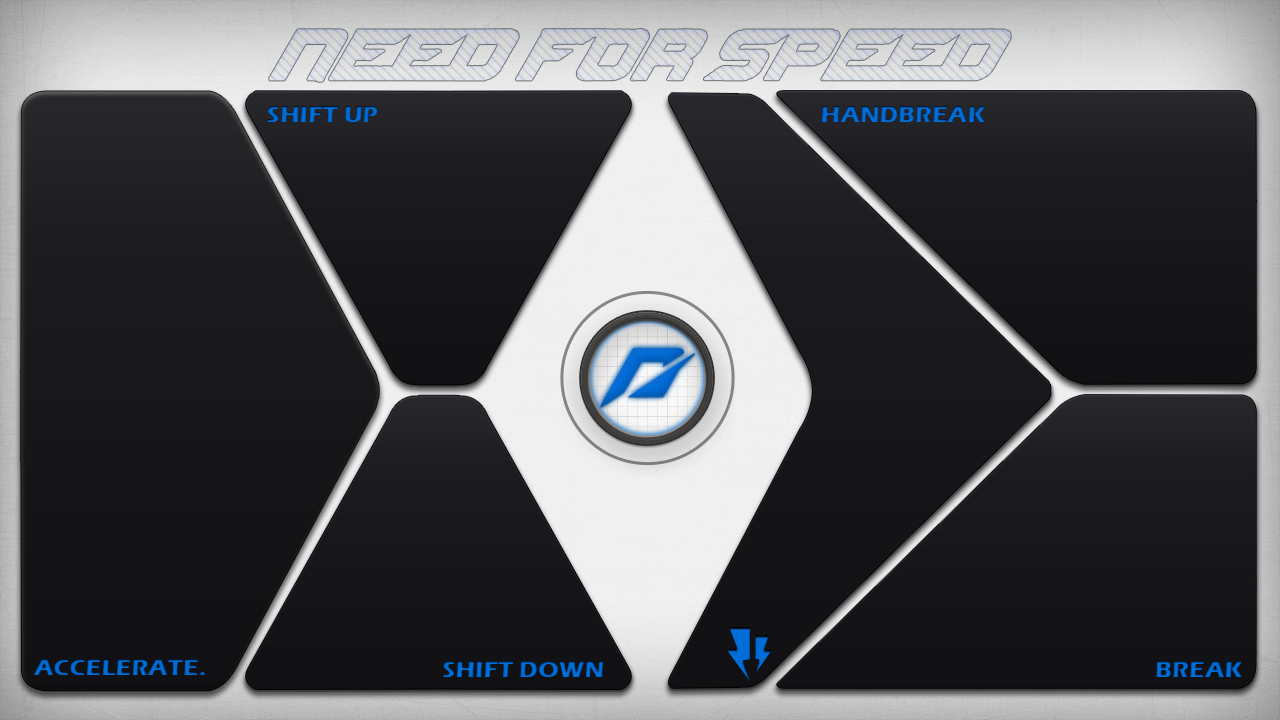 NEED FOR SPEED
SHIFT UP
HANDBREAK
ACCELERATE.
SHIFT DOWN
BREAK